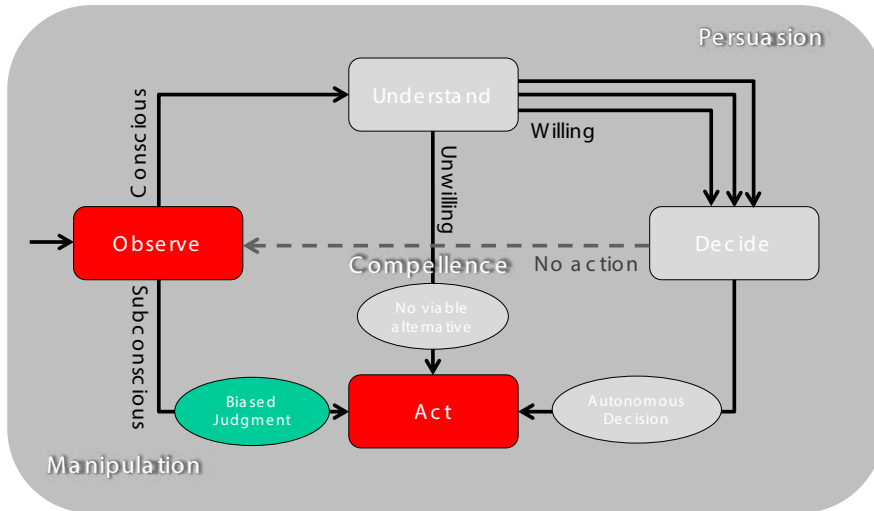 Persuasion
Understand
Conscious
Willing
Unwilling
Observe
Decide
Compellence
No action
Subconscious
No viable
alternative
Biased
Judgment
Act
Autonomous
Decision
Manipulation